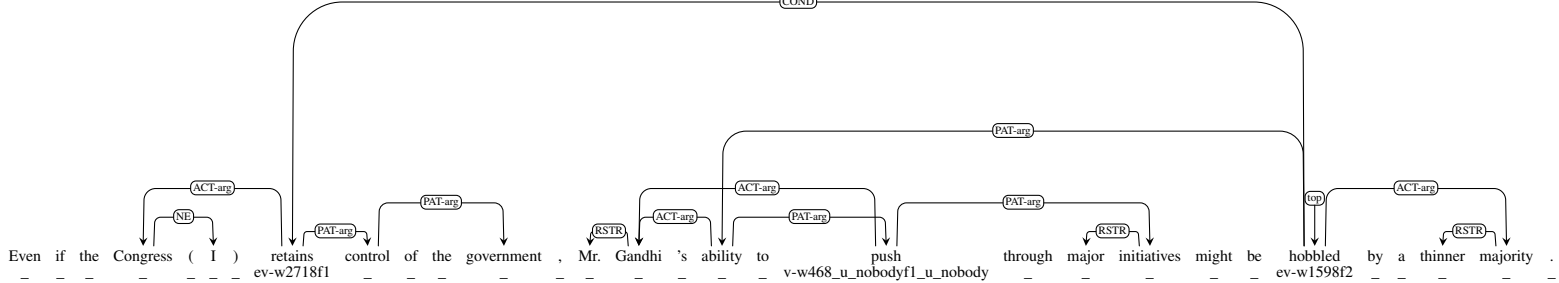 COND
PAT-arg
ACT-arg ACT-arg ACT-arg
top
PAT-arg PAT-arg
NE ACT-arg PAT-arg
PAT-arg RSTR RSTR RSTR
Even if the Congress ( I ) retains control of the government , Mr. Gandhi 's ability to push through major initiatives might be hobbled by a thinner majority .
_ _ _ _ _ _ _ ev-w2718f1 _ _ _ _ _ _ _ _ _ _ v-w468_u_nobodyf1_u_nobody _ _ _ _ _ ev-w1598f2 _ _ _ _ _